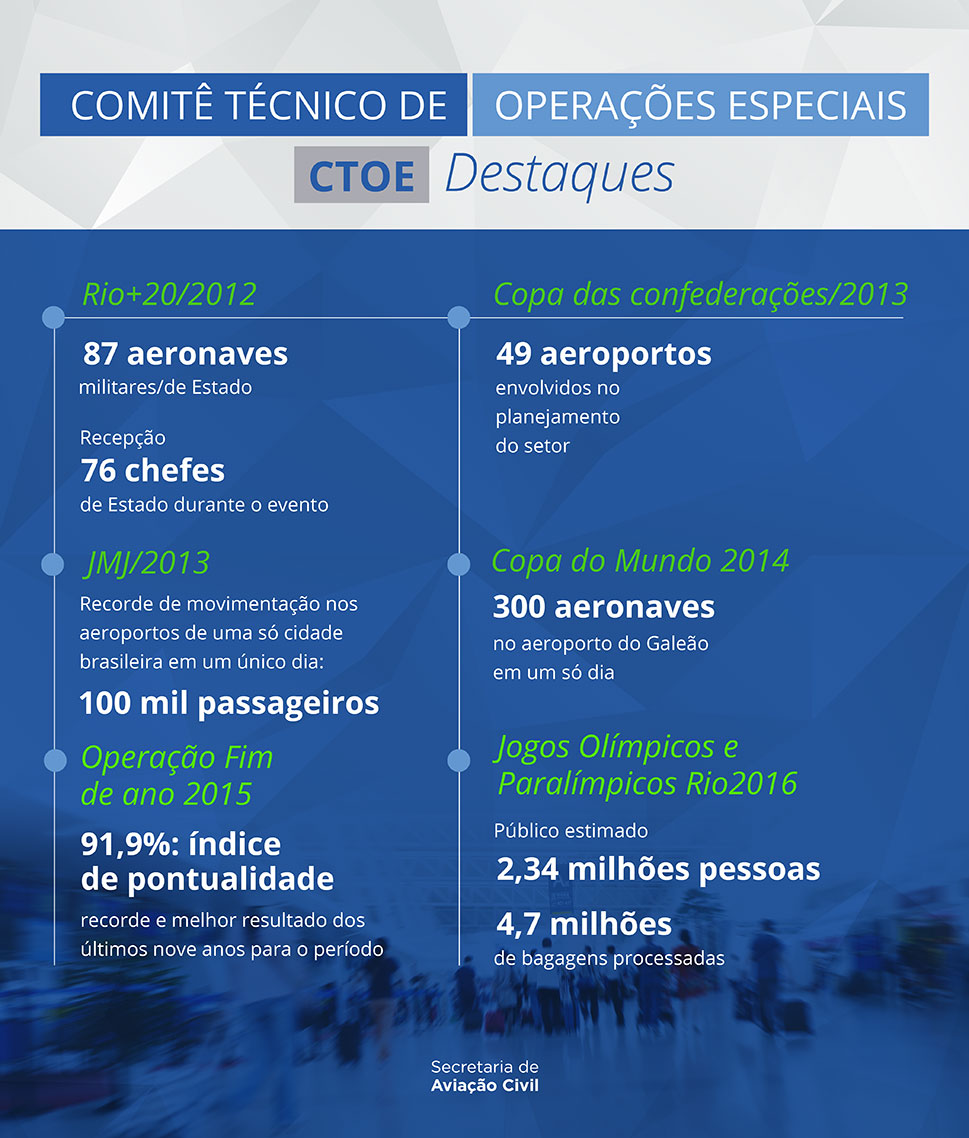 COMITÊ TÉCNICO DE OPERAÇÕES ESPECIAIS
CTOE Destaques
Rio+20/2012
87 aeronaves
militares/de Estado
Recepção
76 chefes
de Estado durante o evento
Copa das confederações/2013
49 aeroportos
envolvidos no
planejamento
do setor
JMJ/2013
Recorde de movimentação nos
aeroportos de uma só cidade
brasileira em um único dia:
100 mil passageiros
Copa do Mundo 2014
300 aeronaves
no aeroporto do Galeão
em um só dia
Operação Fim
de ano 2015
91,9%: índice
de pontualidade
recorde e melhor resultado dos
últimos nove anos para o período
Jogos Olímpicos e
Paralímpicos Rio2016
Público estimado
2,34 milhões pessoas
4,7 milhões
de bagagens processadas
Secretaria de
Aviação Civil